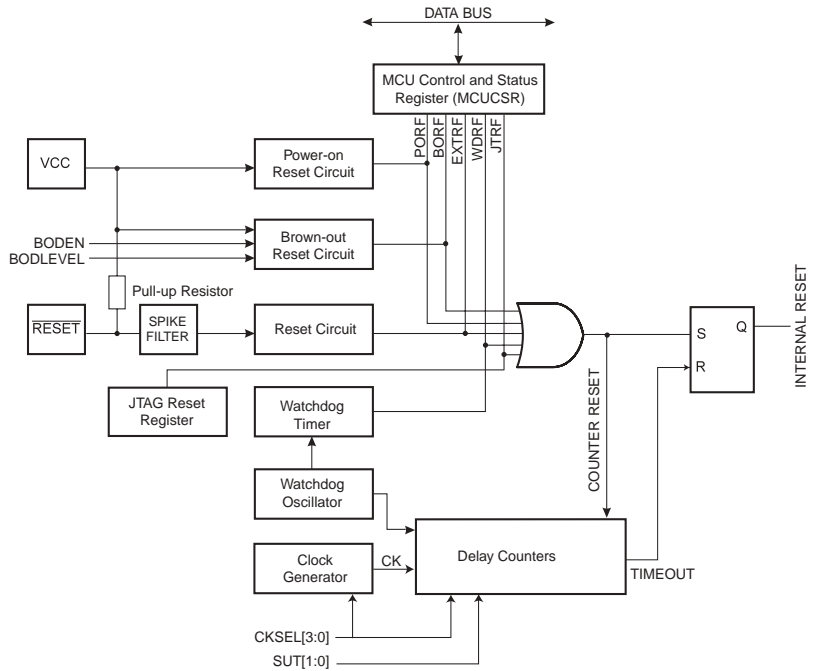 DATA BUS
MCU Control and Status
Register (MCUCSR)
PORF
BORF
EXTRF
WDRF
JTRF
VCC
Power-on
Reset Circuit
BODEN
BODLEVEL
Brown-out
Reset Circuit
Pull-up Resistor
RESET
SPIKE
FILTER
Reset Circuit
S
Q
R
INTERNAL RESET
JTAG Reset
Register
Watchdog
Timer
COUNTER RESET
Watchdog
Oscillator
Clock
Generator
CK
Delay Counters
TIMEOUT
CKSEL[3:0]
SUT[1:0]